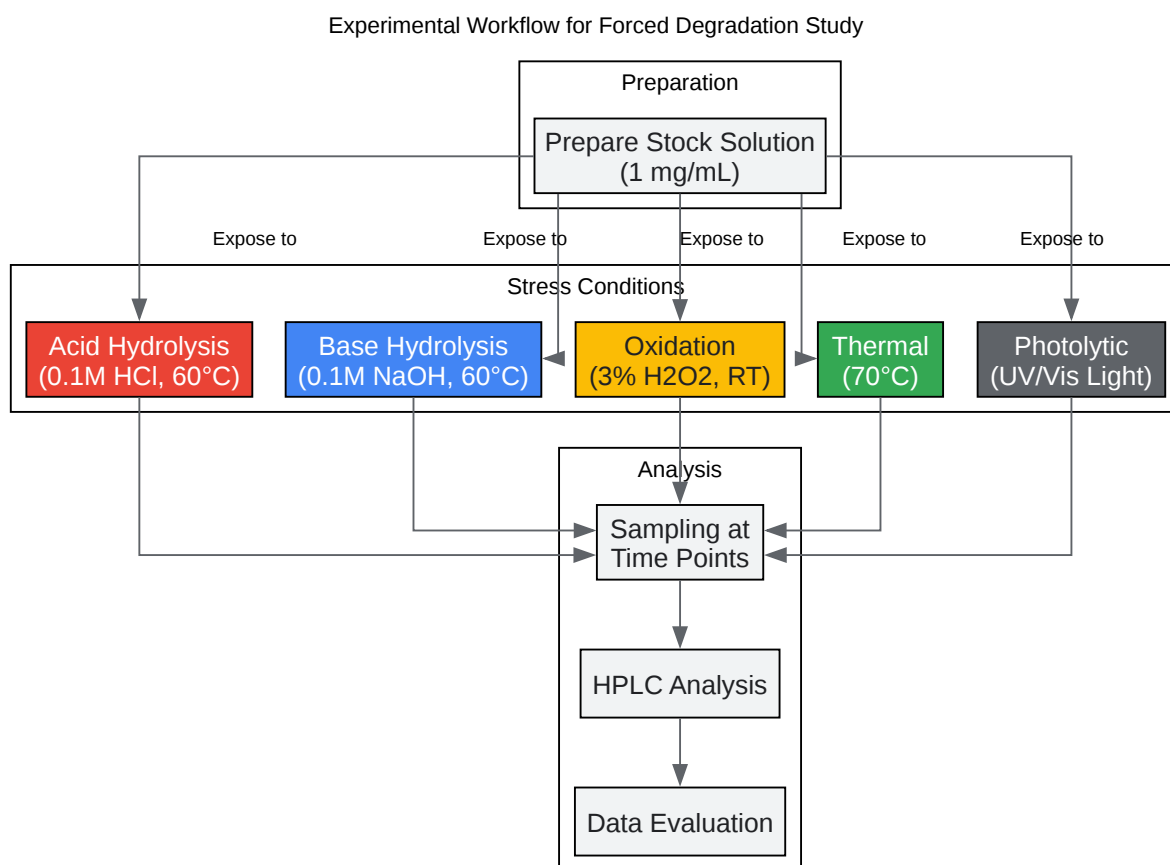 Experimental Workflow for Forced Degradation Study
Preparation
Prepare Stock Solution
(1 mg/mL)
Expose to
Expose to
Expose to
Expose to
Expose to
Stress Conditions
Acid Hydrolysis
(0.1M HCl, 60°C)
Base Hydrolysis
(0.1M NaOH, 60°C)
Oxidation
(3% H2O2, RT)
Thermal
(70°C)
Photolytic
(UV/Vis Light)
Analysis
Sampling at
Time Points
HPLC Analysis
Data Evaluation